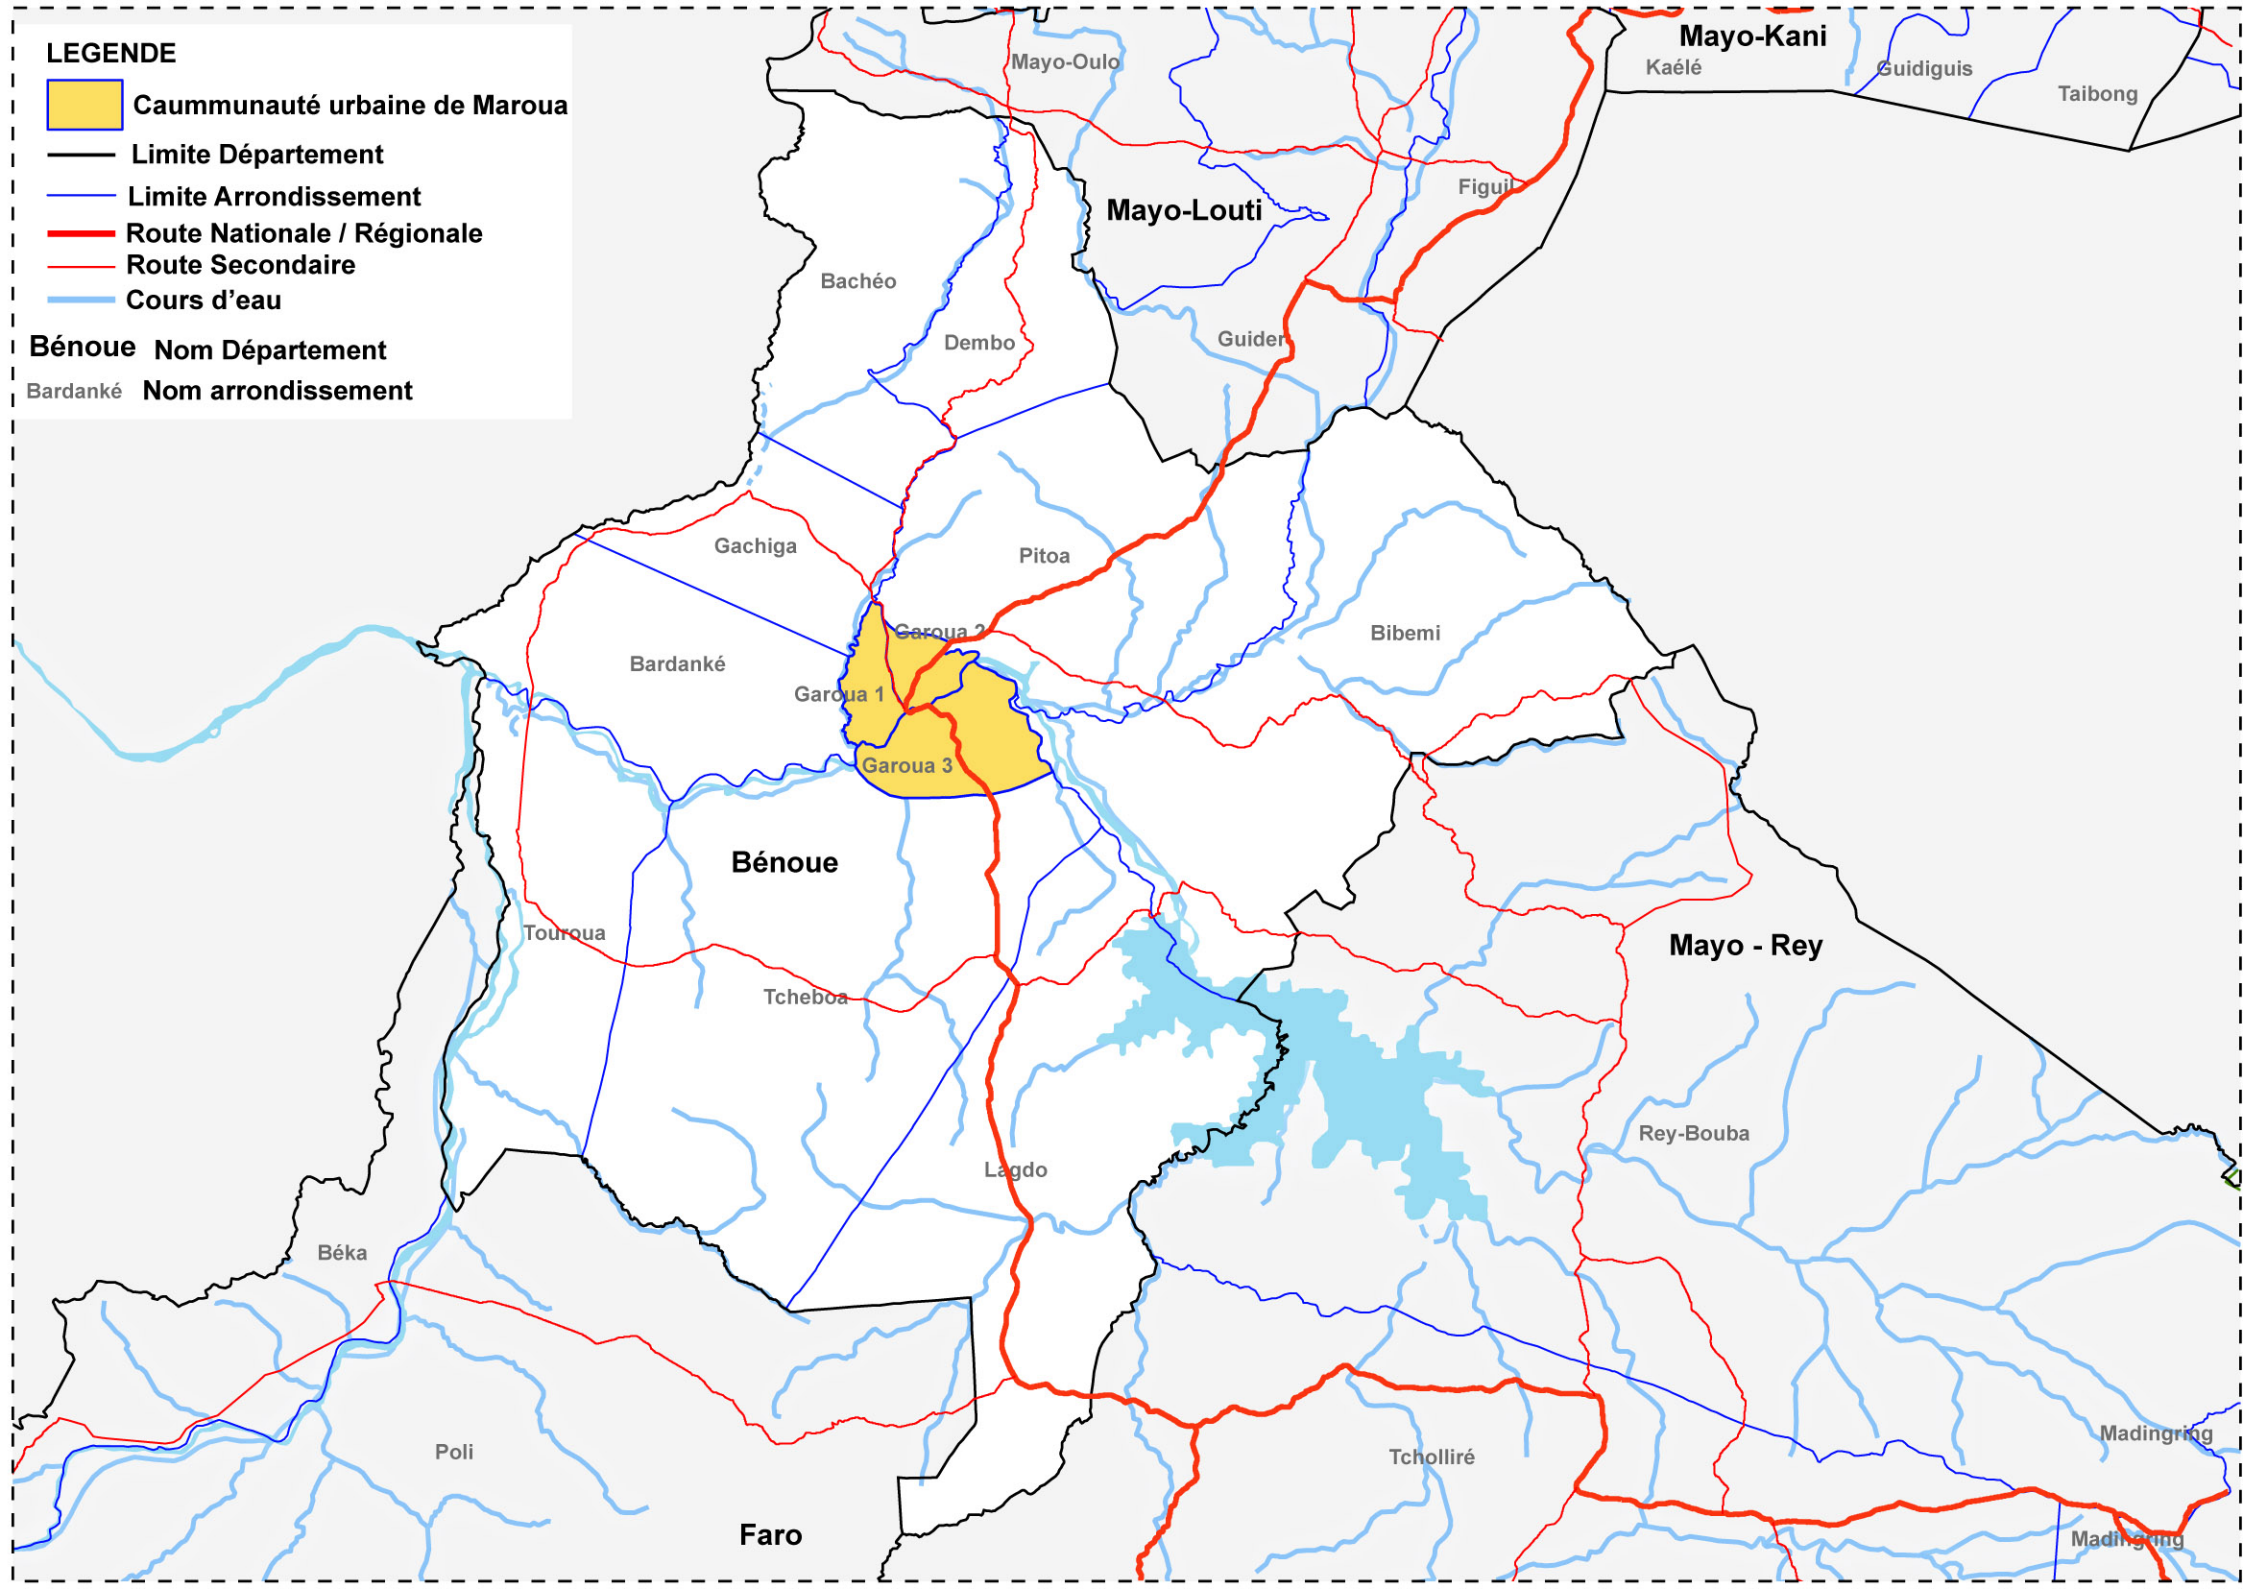 LEGENDE
Caummunauté urbaine de Maroua
Limite Département
Limite Arrondissement
Route Nationale / Régionale
Route Secondaire
Cours d’eau
Bénoue Nom Département
Bardanké Nom arrondissement
Mayo-Kani
Mayo-Oulo
Kaélé
Guidiguis
Taibong
Figuil
Mayo-Louti
Bachéo
Guider
Dembo
Gachiga
Pitoa
Garoua 2
Bibemi
Bardanké
Garoua 1
Garoua 3
Bénoue
Touroua
Mayo - Rey
Tcheboa
Rey-Bouba
Lagdo
Béka
Madingring
Poli
Tcholliré
Faro
Madingring